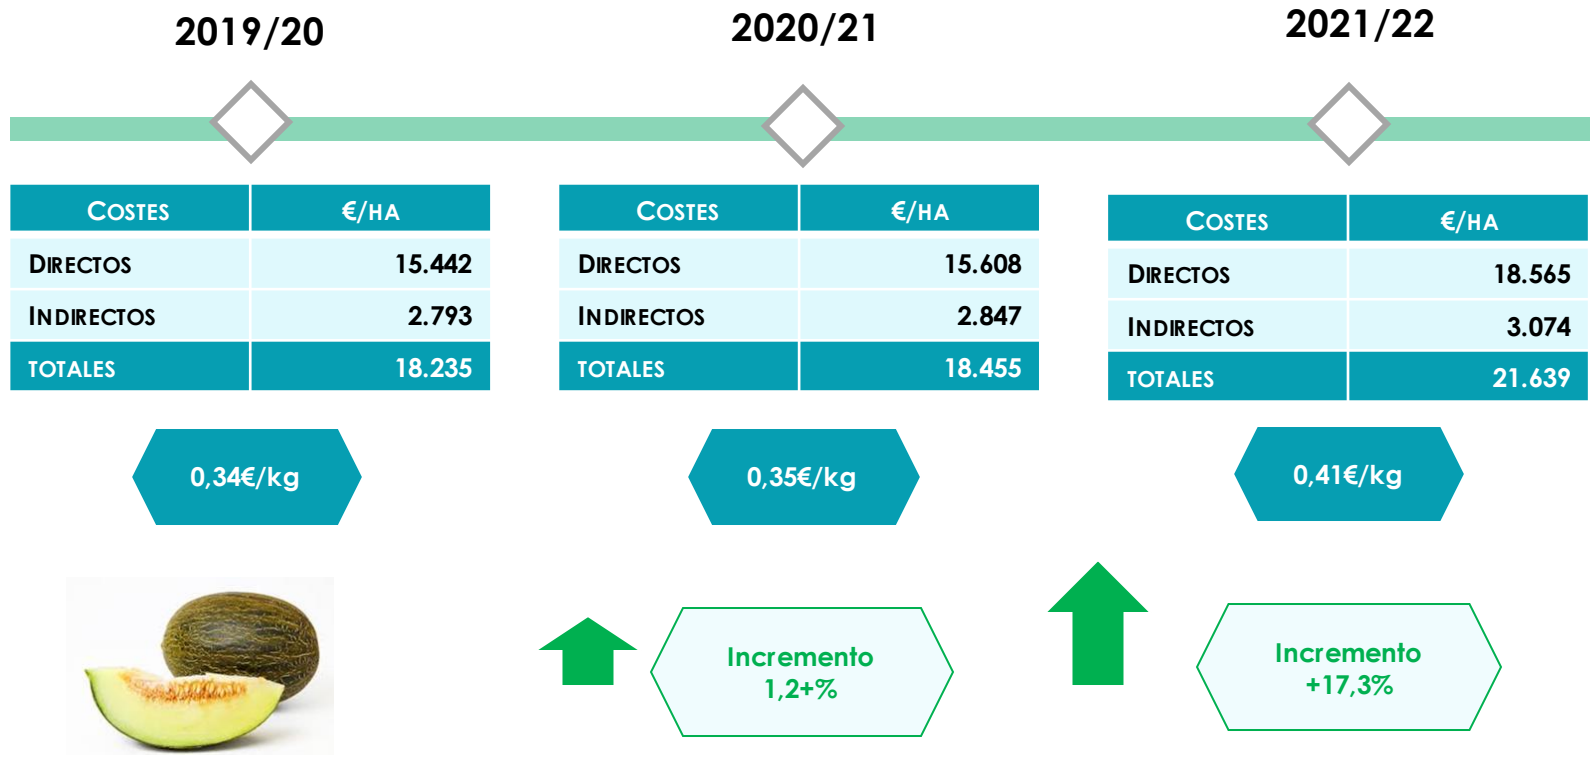 2019/20
2020/21
2021/22
COSTES €/HA
DIRECTOS 15.442
INDIRECTOS 2.793
TOTALES 18.235
COSTES €/HA
DIRECTOS 15.608
INDIRECTOS 2.847
TOTALES 18.455
COSTES €/HA
DIRECTOS 18.565
INDIRECTOS 3.074
TOTALES 21.639
0,34€/kg
0,35€/kg
0,41€/kg
Incremento
1,2+%
Incremento
+17,3%